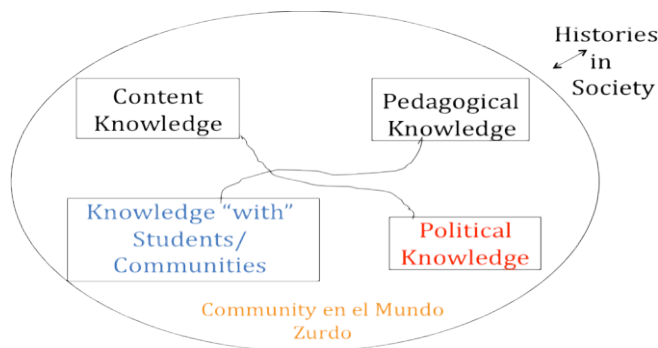 Histories
in
Society
Content
Knowledge
Pedagogical
Knowledge
Knowledge “with”
Students/
Communities
Political
Knowledge
Community en el Mundo
Zurdo